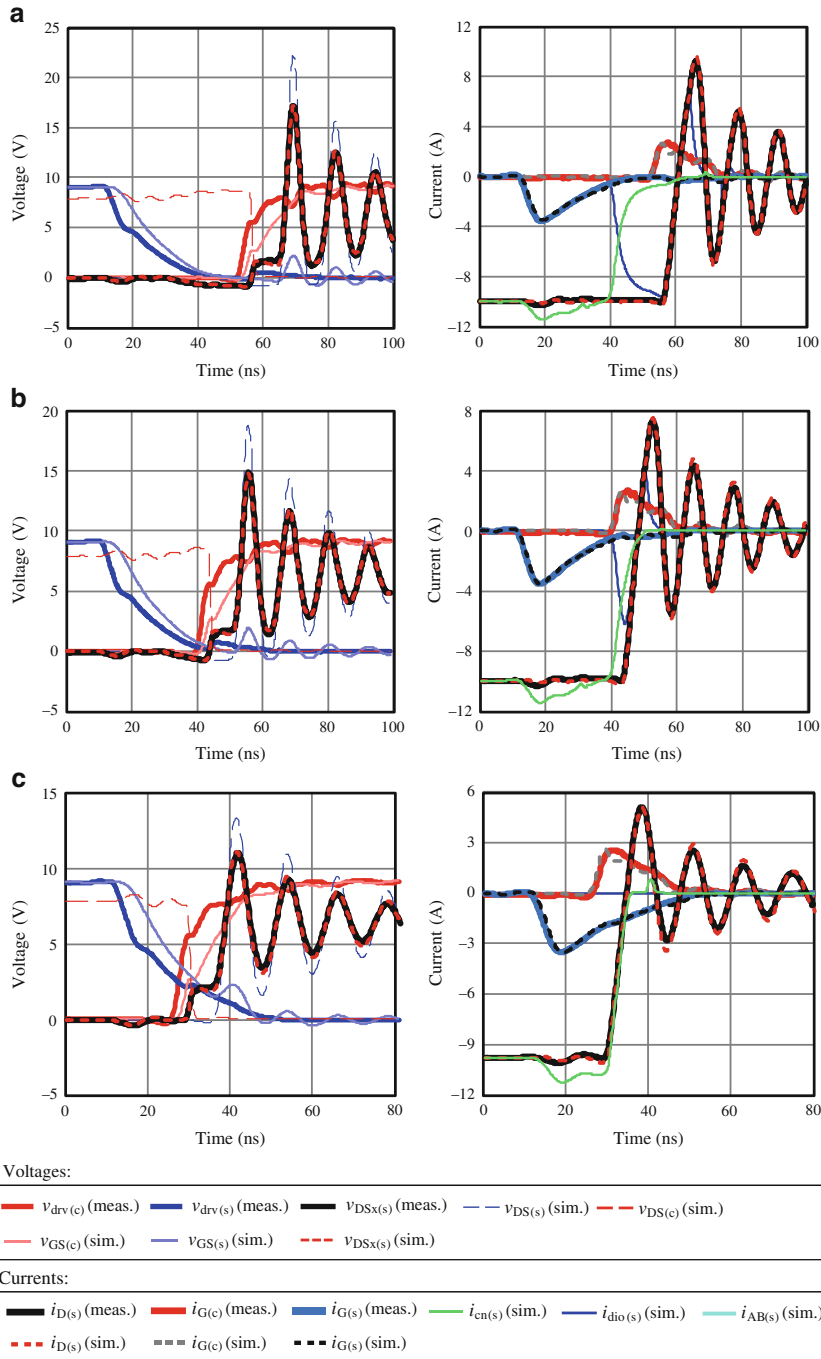 a
Voltage (V)
25
20
15
10
5
0
−5
0 20 40 60 80 100
Time (ns)
Current (A)
12
8
4
0
−4
−8
−12
0 20 40 60 80 100
Time (ns)
b
Voltage (V)
20
15
10
5
0
−5
0 20 40 60 80 100
Time (ns)
Current (A)
8
4
0
−4
−8
−12
0 20 40 60 80 100
Time (ns)
c
Voltage (V)
15
10
5
0
−5
0 20 40 60 80
Time (ns)
Current (A)
6
3
0
−3
−6
−9
−12
0 20 40 60 80
Time (ns)
Voltages:
vdrv(c) (meas.) vdrv(s) (meas.) vDSx(s) (meas.) vDS(s) (sim.) vDS(c) (sim.)
vGS(c) (sim.) vGS(s) (sim.) vDSx(s) (sim.)
Currents:
iD(s) (meas.) iG(c) (meas.) iG(s) (meas.) icn(s) (sim.) idio(s) (sim.) iAB(s) (sim.)
iD(s) (sim.) iG(c) (sim.) iG(s) (sim.)